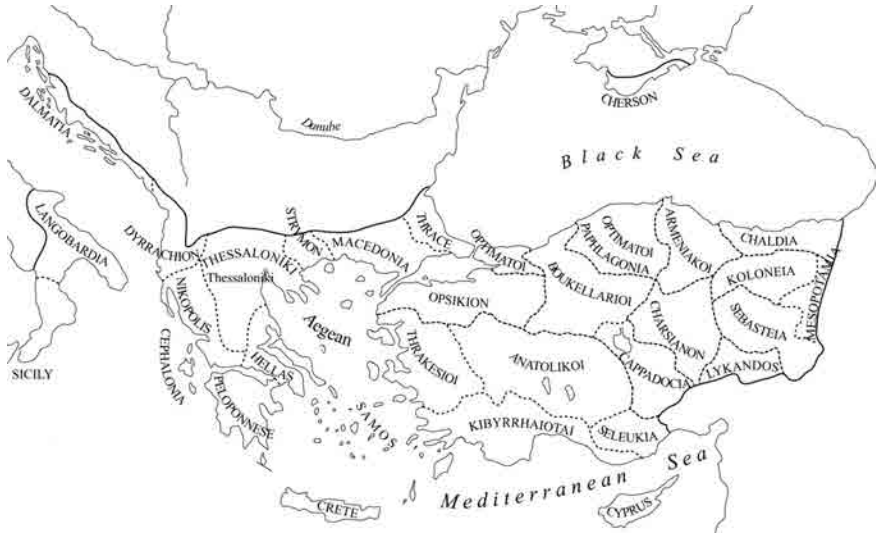 DALMATIA
Danube
CHERSON
Black Sea
LANGOBARDIA
DYRRACHION
THESSALONIKI
Thessaloniki
STRYMON
MACEDONIA
THRACE
OPTIMATOI
PAPHLAGONIA
OPTIMATOI
ARMENIAKOI
CHALDIA
BOUKELLARIOI
KOLONEIA
MESOPOTAMIA
NIKOPOLIS
Aegean
OPSIKION
CHARSIANON
SEBASTEIA
SICILY
CEPHALONIA
HELLAS
THRAKESIOI
ANATOLIKOI
CAPPADOCIA
LYKANDOS
PELOPONNESE
SAMOS
KIBYRRHAIOTAI
SELEUKIA
Mediterranean Sea
CRETE
CYPRUS